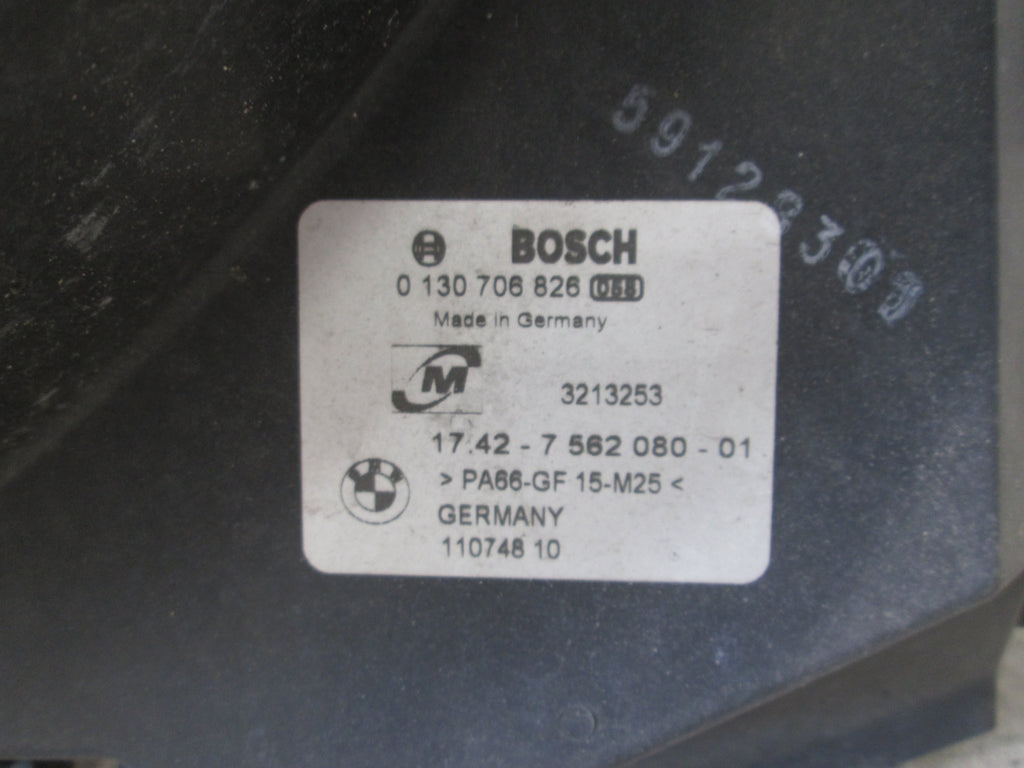 BOSCH
0 130 706 826
Made in Germany
M
3213253
17.42 - 7 562 080 - 01
BMW
> PA66-GF 15-M25 <
GERMANY
110748 10